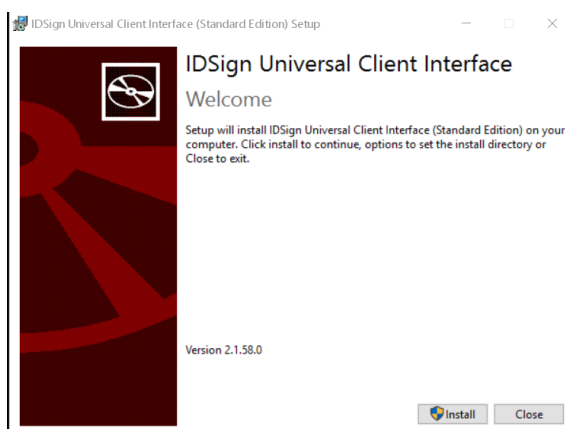 IDSign Universal Client Interface (Standard Edition) Setup
IDSign Universal Client Interface
Welcome
Setup will install IDSign Universal Client Interface (Standard Edition) on your
computer. Click install to continue, options to set the install directory or
Close to exit.
Version 2.1.58.0
Install Close